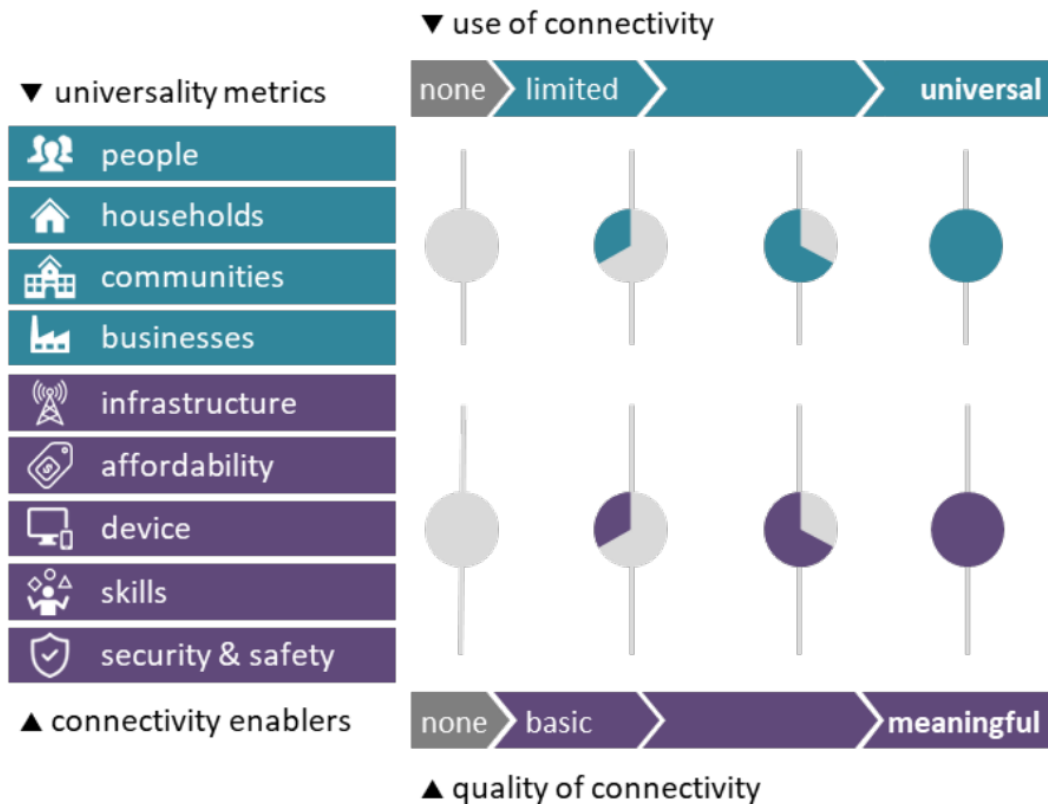 ▼ use of connectivity
▼ universality metrics
none limited universal
people
households
communities
businesses
infrastructure
affordability
$
device
skills
security & safety
▲ connectivity enablers
none basic meaningful
▲ quality of connectivity